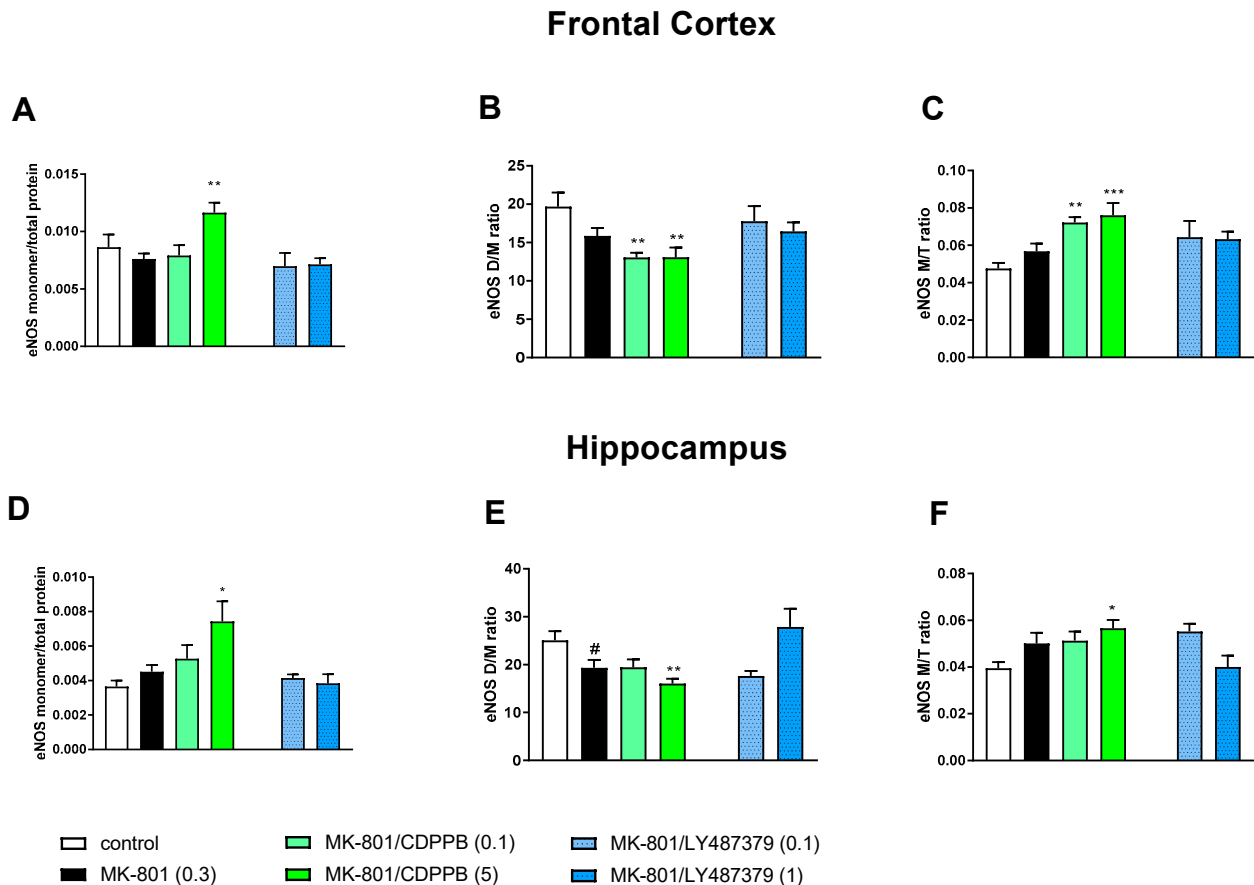 Frontal Cortex
A
B
C
eNOS monomer/total protein
0.015
0.010
0.005
0.000
**
eNOS D/M ratio
25
20
15
10
5
0
**
**
eNOS M/T ratio
0.10
0.08
0.06
0.04
0.02
0.00
**
***
Hippocampus
D
E
F
eNOS monomer/total protein
0.010
0.008
0.006
0.004
0.002
0.000
*
eNOS D/M ratio
40
30
20
10
0
#
**
eNOS M/T ratio
0.08
0.06
0.04
0.02
0.00
*
control
MK-801/CDPPB (0.1)
MK-801/LY487379 (0.1)
MK-801 (0.3)
MK-801/CDPPB (5)
MK-801/LY487379 (1)